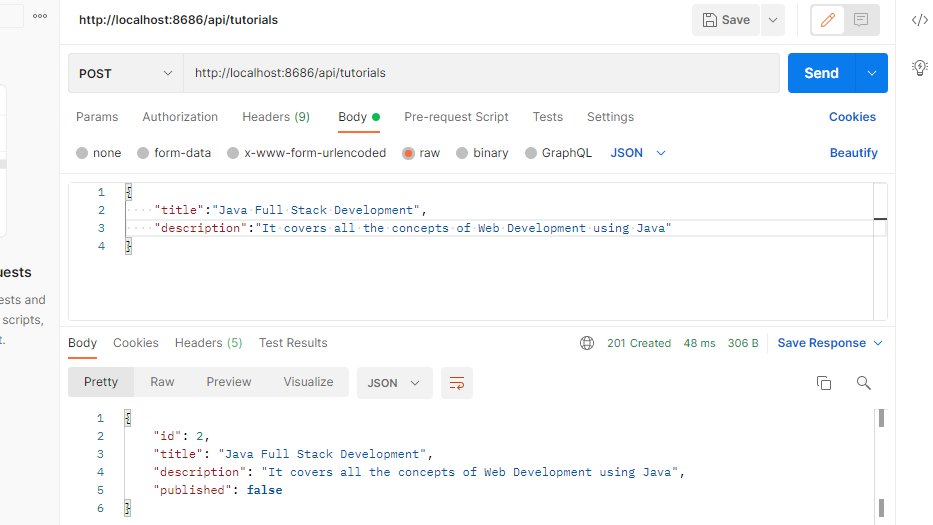 http://localhost:8686/api/tutorials
Save
POST
http://localhost:8686/api/tutorials
Send
Params Authorization Headers (9) Body Pre-request Script Tests Settings Cookies
none form-data x-www-form-urlencoded raw binary GraphQL JSON Beautify
1 {
2 "title":"Java Full Stack Development",
3 "description":"It covers all the concepts of Web Development using Java"
4 }
uests
ests and
scripts,
t.
Body Cookies Headers (5) Test Results 201 Created 48 ms 306 B Save Response
Pretty Raw Preview Visualize JSON
1 {
2 "id": 2,
3 "title": "Java Full Stack Development",
4 "description": "It covers all the concepts of Web Development using Java",
5 "published": false
6 }